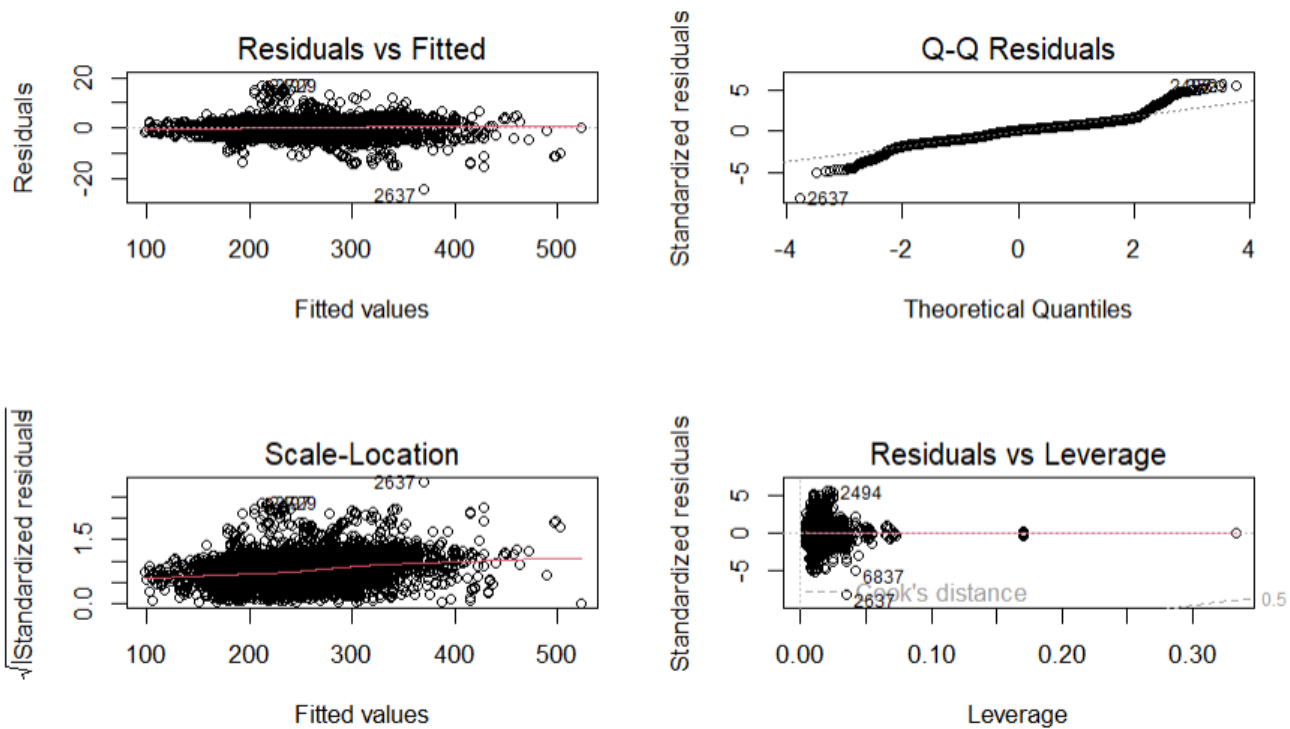 Residuals vs Fitted
Residuals
20
0
-20
2637
100 200 300 400 500
Fitted values
Q-Q Residuals
Standardized residuals
5
0
-5
2637
-4 -2 0 2 4
Theoretical Quantiles
Scale-Location
√|Standardized residuals|
1.5
0.0
2637
100 200 300 400 500
Fitted values
Residuals vs Leverage
Standardized residuals
5
0
-5
2494
6837
2637
Cook's distance
0.5
0.00 0.10 0.20 0.30
Leverage